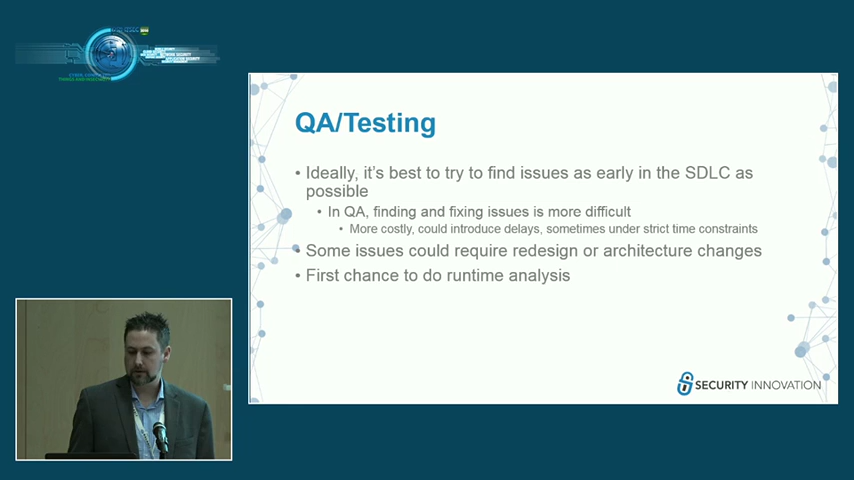 QA/Testing
• Ideally, it's best to try to find issues as early in the SDLC as
possible
• In QA, finding and fixing issues is more difficult
• More costly, could introduce delays, sometimes under strict time constraints
• Some issues could require redesign or architecture changes
• First chance to do runtime analysis
SECURITY INNOVATION